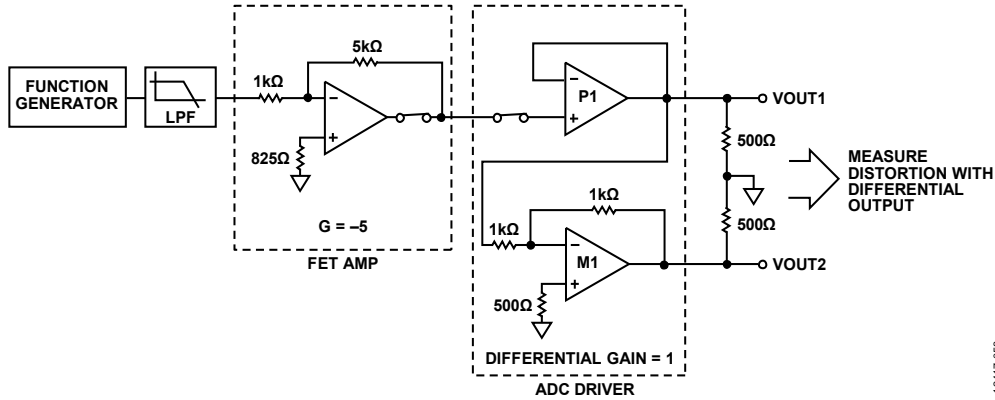 FUNCTION
GENERATOR
LPF
1kΩ
5kΩ
–
+
825Ω
G = –5
FET AMP
–
P1
+
1kΩ
1kΩ
–
M1
+
500Ω
DIFFERENTIAL GAIN = 1
ADC DRIVER
VOUT1
500Ω
500Ω
VOUT2
MEASURE
DISTORTION WITH
DIFFERENTIAL
OUTPUT